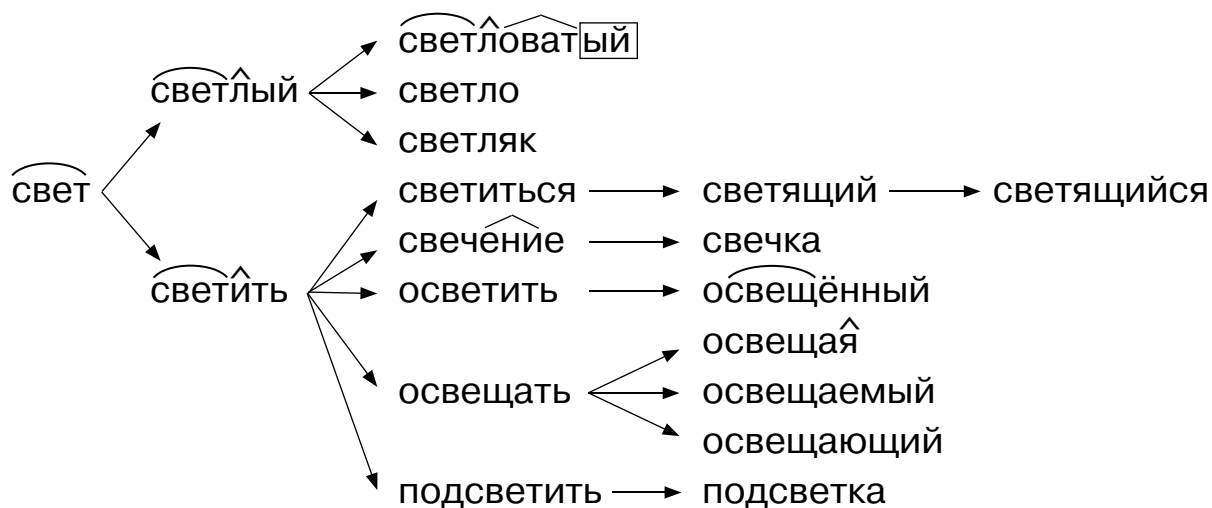 светловатый
светлый
светло
светляк
свет
светиться светящий светящийся
свечение свечка
светить
осветить освещённый
освещая
освещать
освещаемый
освещающий
подсветить подсветка